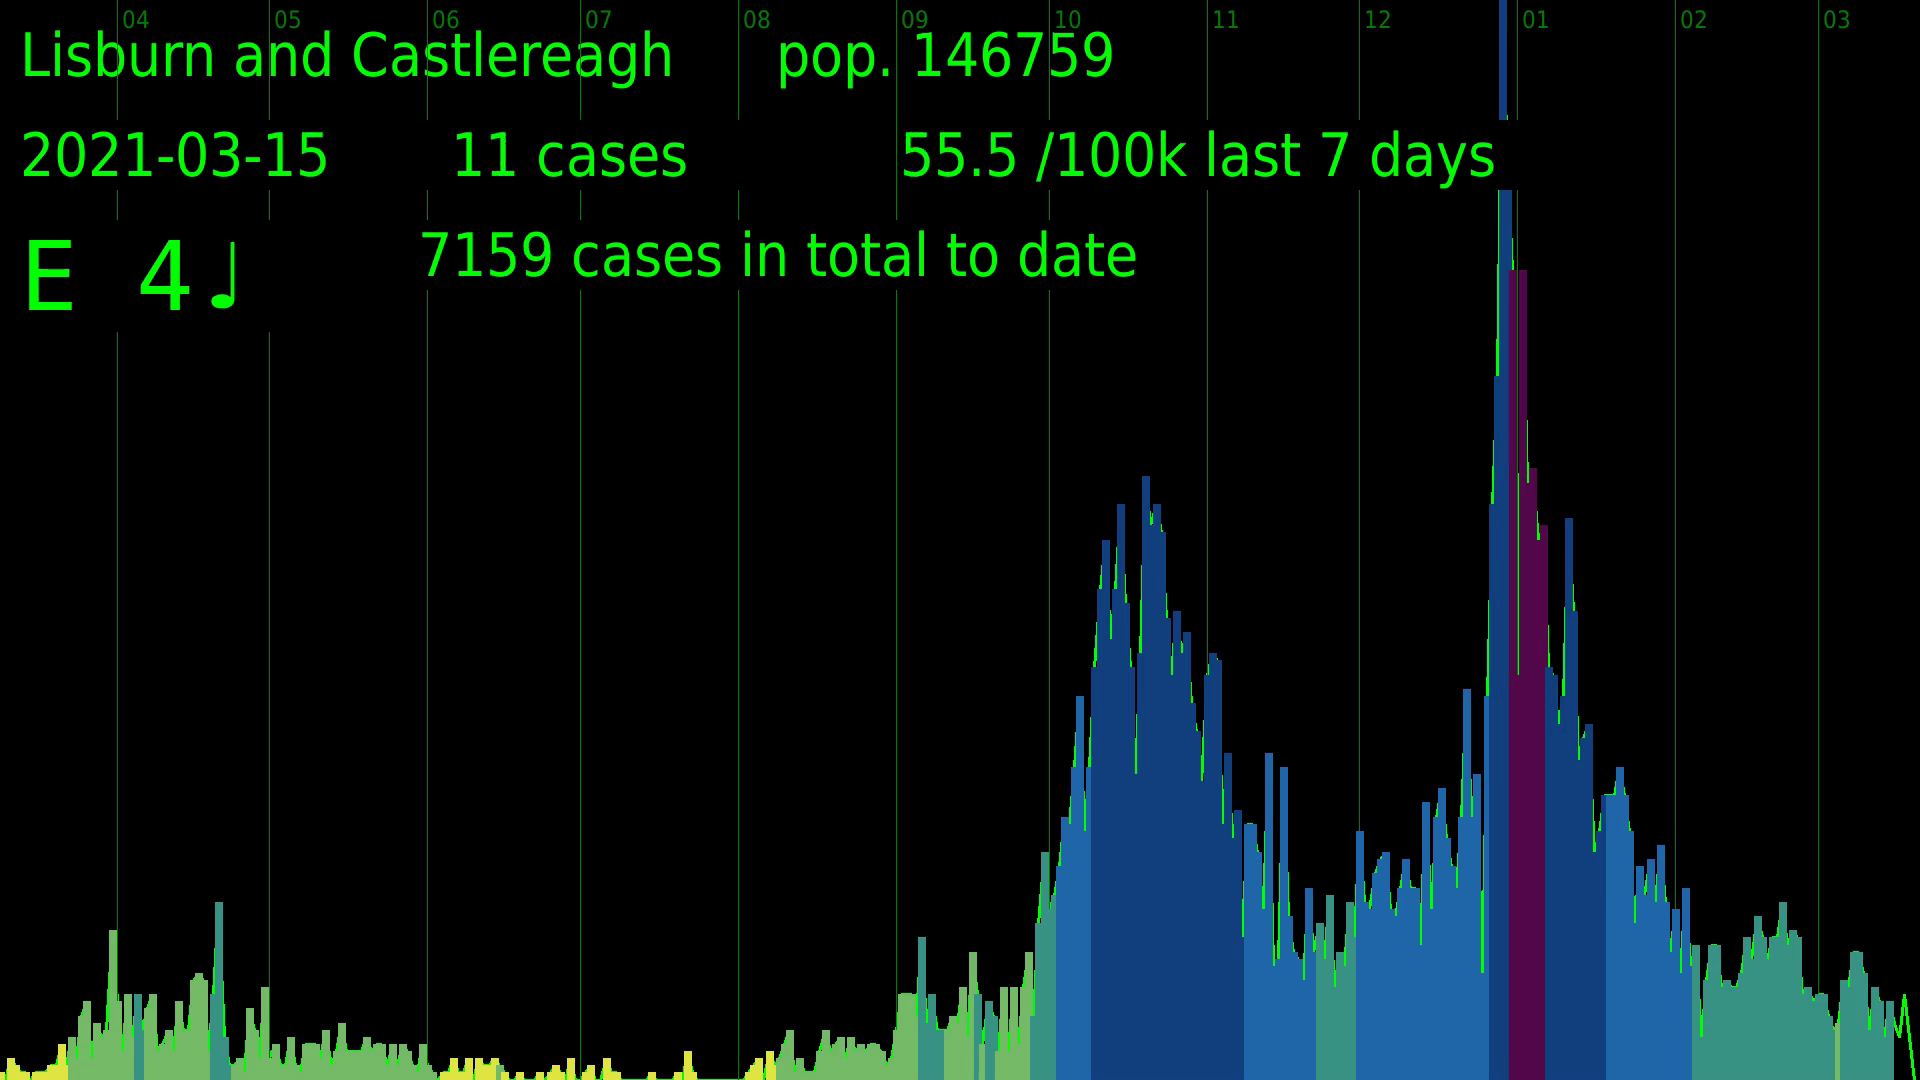 04 05 06 07 08 09 10 11 12 01 02 03
Lisburn and Castlereagh pop. 146759
2021-03-15 11 cases 55.5 /100k last 7 days
E 4♩ 7159 cases in total to date